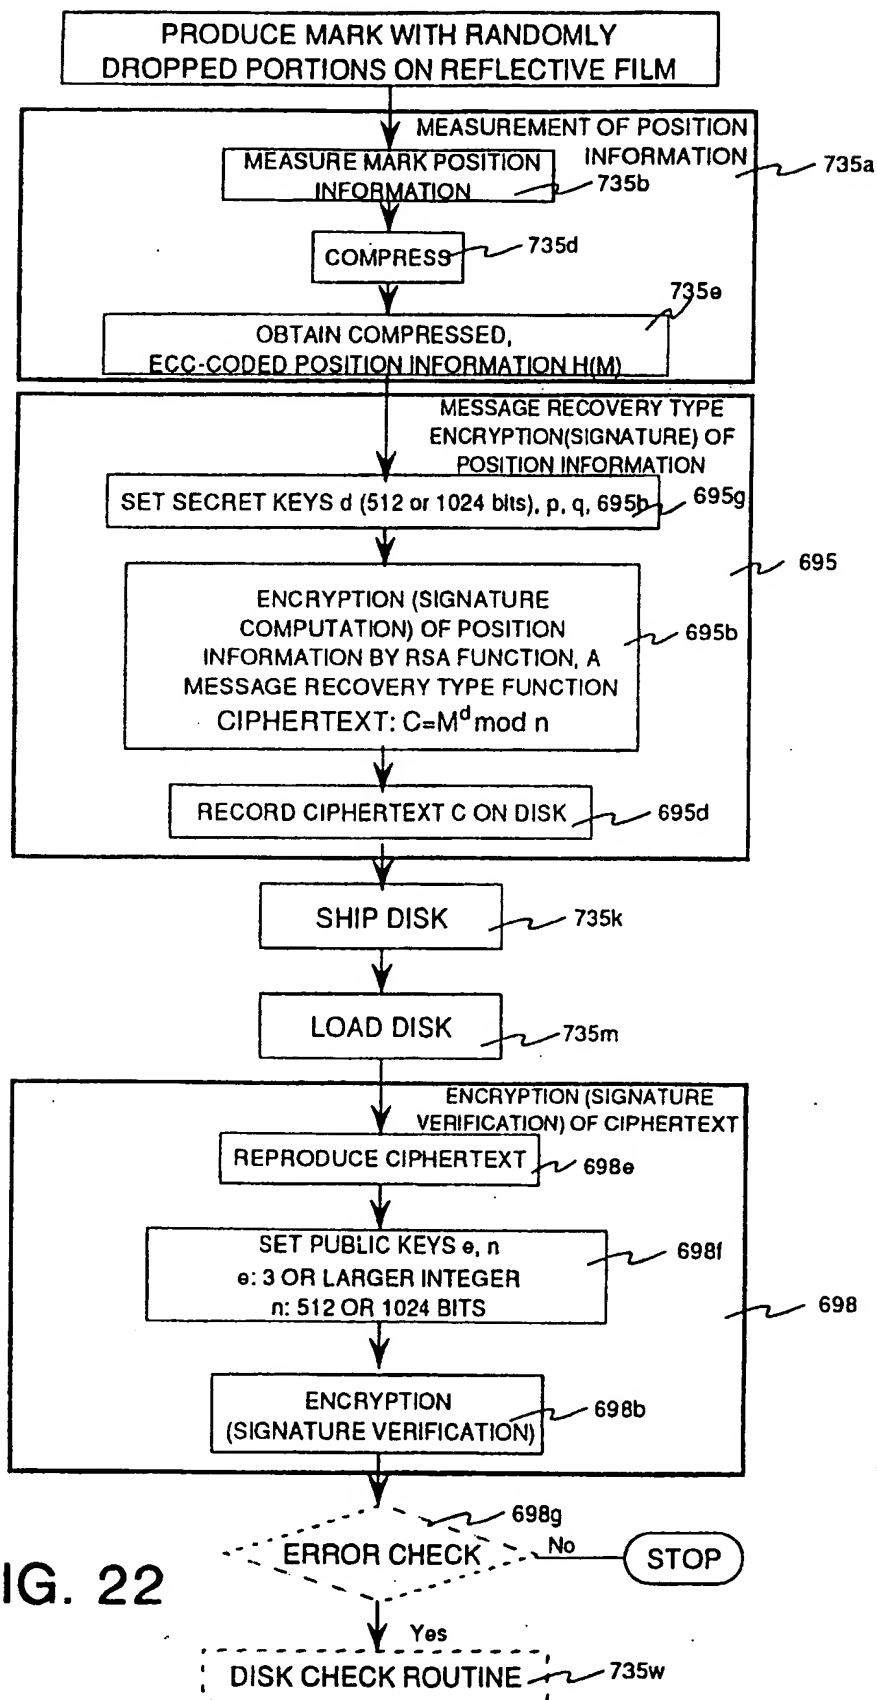 PRODUCE MARK WITH RANDOMLY
DROPPED PORTIONS ON REFLECTIVE FILM
MEASUREMENT OF POSITION
INFORMATION
735a
MEASURE MARK POSITION
INFORMATION
735b
COMPRESS
735d
735e
OBTAIN COMPRESSED,
ECC-CODED POSITION INFORMATION H(M)
MESSAGE RECOVERY TYPE
ENCRYPTION(SIGNATURE) OF
POSITION INFORMATION
SET SECRET KEYS d (512 or 1024 bits), p, q, 695h
695g
695
ENCRYPTION (SIGNATURE
COMPUTATION) OF POSITION
INFORMATION BY RSA FUNCTION, A
MESSAGE RECOVERY TYPE FUNCTION
CIPHERTEXT: C=M^d mod n
695b
RECORD CIPHERTEXT C ON DISK
695d
SHIP DISK
735k
LOAD DISK
735m
ENCRYPTION (SIGNATURE
VERIFICATION) OF CIPHERTEXT
REPRODUCE CIPHERTEXT
698e
SET PUBLIC KEYS e, n
e: 3 OR LARGER INTEGER
n: 512 OR 1024 BITS
698f
698
ENCRYPTION
(SIGNATURE VERIFICATION)
698b
698g
ERROR CHECK
No
STOP
IG. 22
Yes
DISK CHECK ROUTINE
735w